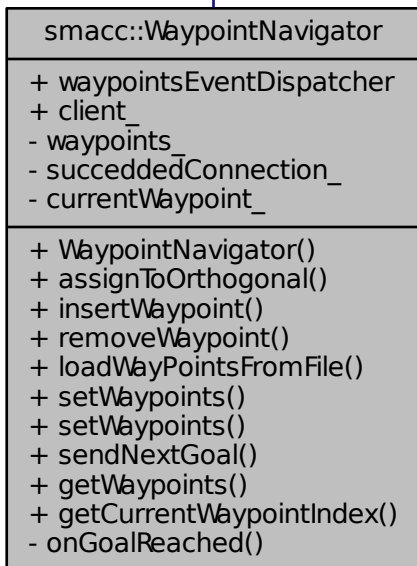 smacc::WaypointNavigator
+ waypointsEventDispatcher
+ client_
- waypoints_
- succeddedConnection_
- currentWaypoint_
+ WaypointNavigator()
+ assignToOrthogonal()
+ insertWaypoint()
+ removeWaypoint()
+ loadWayPointsFromFile()
+ setWaypoints()
+ setWaypoints()
+ sendNextGoal()
+ getWaypoints()
+ getCurrentWaypointIndex()
- onGoalReached()